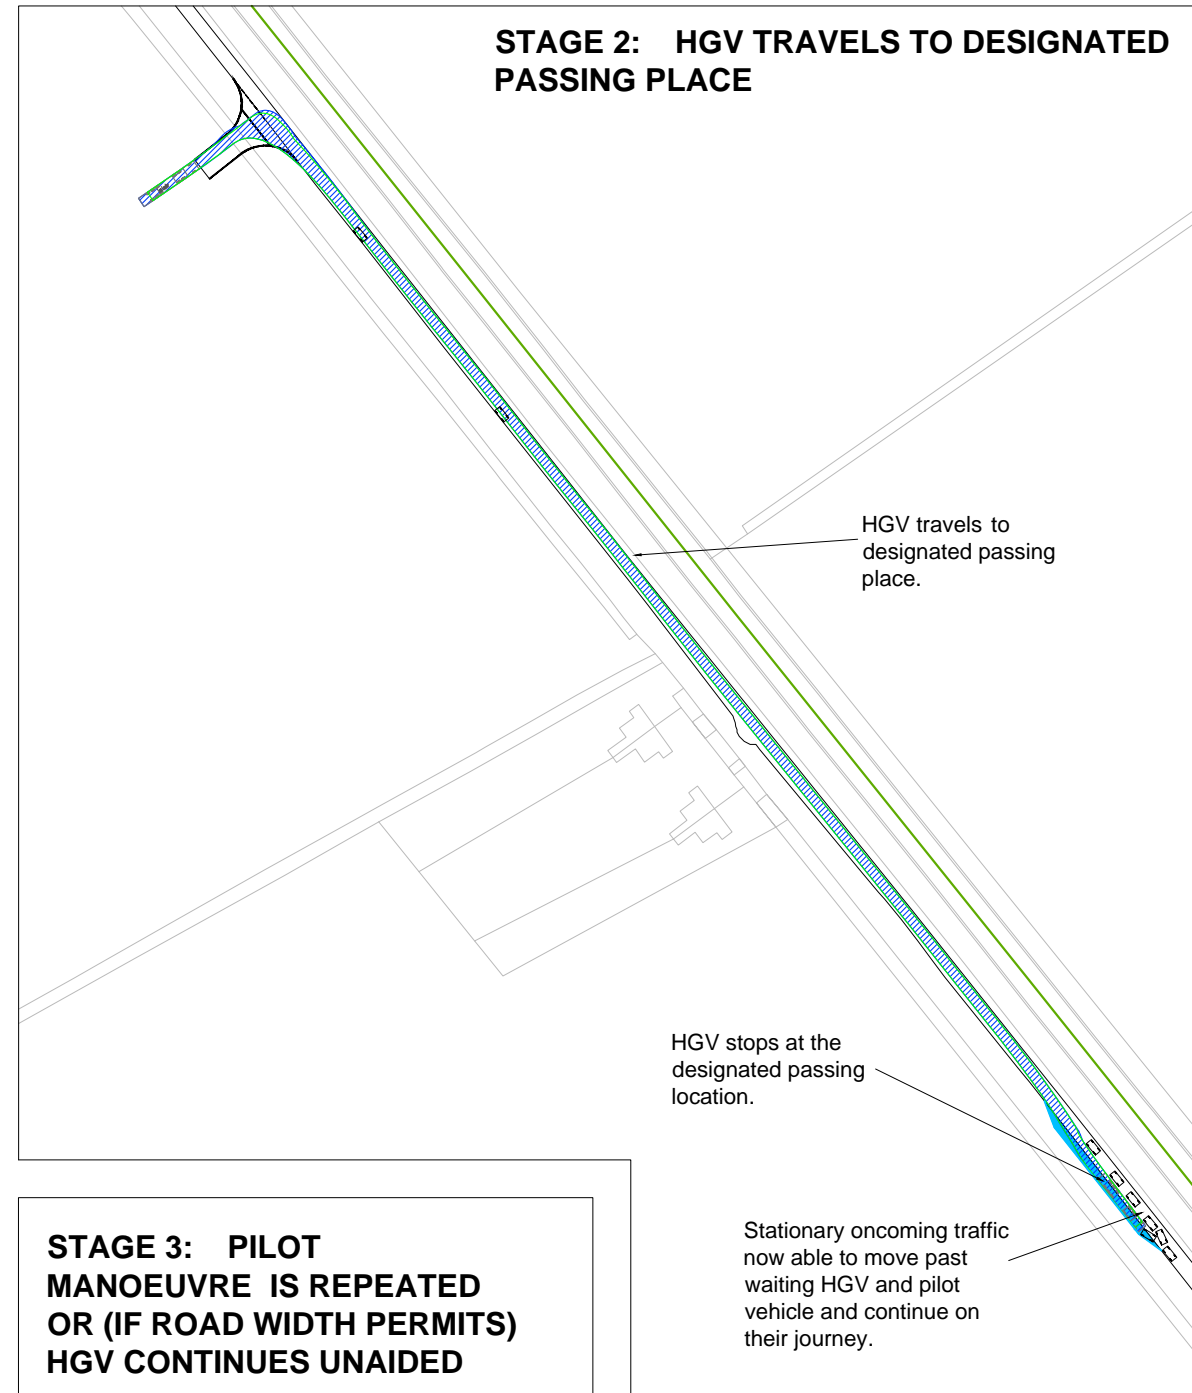 STAGE 2: HGV TRAVELS TO DESIGNATED
PASSING PLACE
HGV travels to
designated passing
place.
HGV stops at the
designated passing
location.
Stationary oncoming traffic
now able to move past
waiting HGV and pilot
vehicle and continue on
their journey.
STAGE 3: PILOT
MANOEUVRE IS REPEATED
OR (IF ROAD WIDTH PERMITS)
HGV CONTINUES UNAIDED